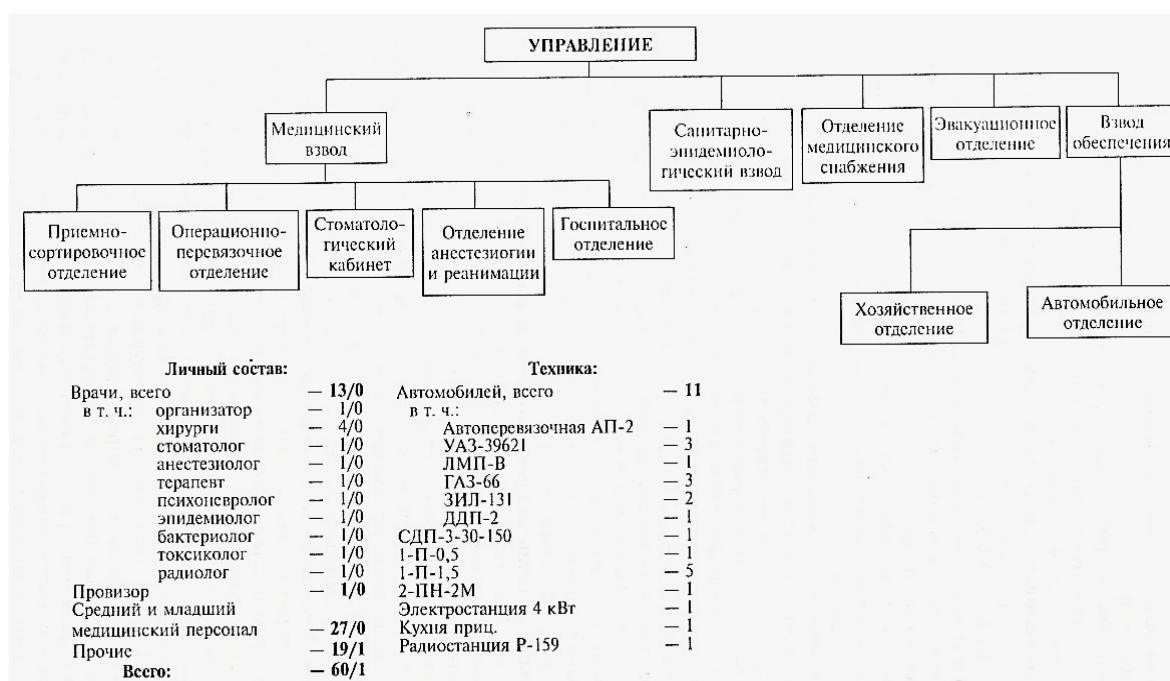 УПРАВЛЕНИЕ
Медицинский
взвод
Санитарно-
эпидемиоло-
гический взвод
Отделение
медицинского
снабжения
Эвакуационное
отделение
Взвод
обеспечения
Приемно-
сортировочное
отделение
Операционно-
перевязочное
отделение
Стоматоло-
гический
кабинет
Отделение
анестезиогии
и реанимации
Госпитальное
отделение
Хозяйственное
отделение
Автомобильное
отделение
Личный состав:
Врачи, всего — 13/0
в т. ч.: организатор — 1/0
хирурги — 4/0
стоматолог — 1/0
анестезиолог — 1/0
терапевт — 1/0
психоневролог — 1/0
эпидемиолог — 1/0
бактериолог — 1/0
токсиколог — 1/0
радиолог — 1/0
Провизор — 1/0
Средний и младший
медицинский персонал — 27/0
Прочие — 19/1
Всего: — 60/1
Техника:
Автомобилей, всего — 11
в т. ч.:
Автоперевязочная АП-2 — 1
УАЗ-39621 — 3
ЛМП-В — 1
ГАЗ-66 — 3
ЗИЛ-131 — 2
ДДП-2 — 1
СДП-3-30-150 — 1
1-П-0,5 — 1
1-П-1,5 — 5
2-ПН-2М — 1
Электростанция 4 кВт — 1
Кухня приц. — 1
Радиостанция Р-159 — 1